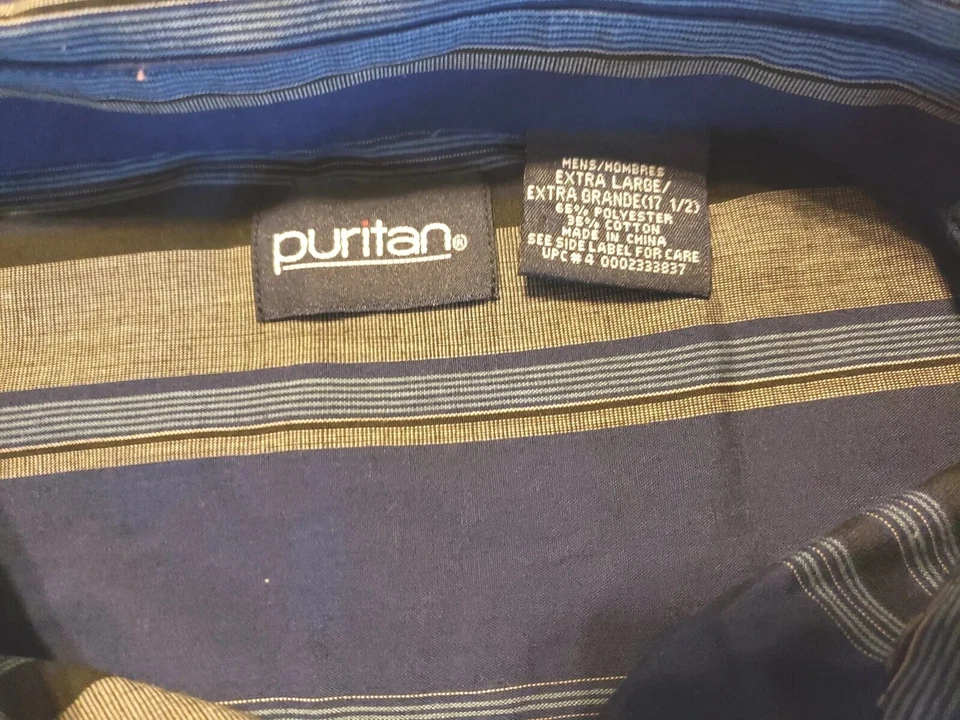 puritan®
MENS/HOMBRES
EXTRA LARGE/
EXTRA GRANDE(17 1/2)
65% POLYESTER
35% COTTON
MADE IN CHINA
SEE SIDE LABEL FOR CARE
UPC # 4 0002333837